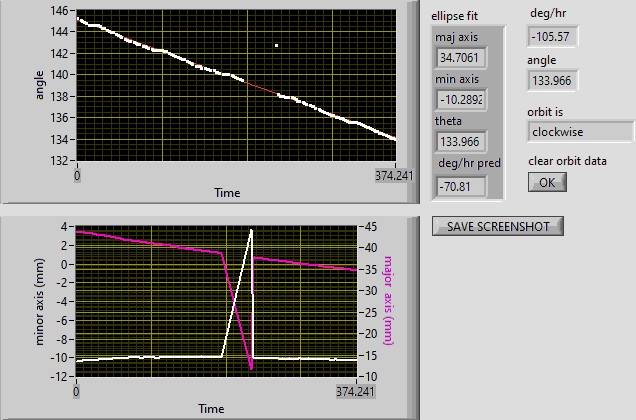 146
144
142
140
138
136
134
132
angle
0
374.241
Time
ellipse fit
maj axis
34.7061
min axis
-10.2892
theta
133.966
deg/hr pred
-70.81
deg/hr
-105.57
angle
133.966
orbit is
clockwise
clear orbit data
OK
SAVE SCREENSHOT
4
2
0
-2
-4
-6
-8
-10
-12
minor axis (mm)
45
40
35
30
25
20
15
10
major axis (mm)
0
374.241
Time